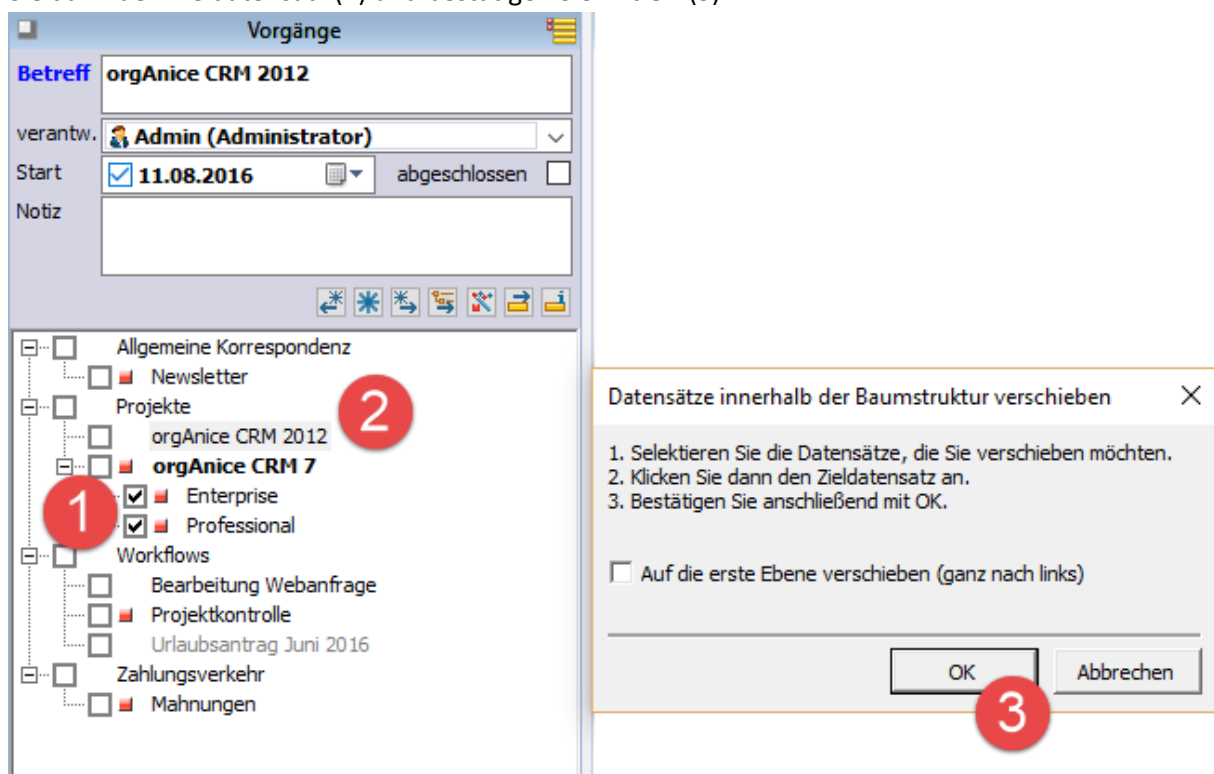 Vorgänge
Betreff orgAnice CRM 2012
verantw. Admin (Administrator)
Start 11.08.2016 abgeschlossen
Notiz
Allgemeine Korrespondenz
Newsletter
Projekte
2
orgAnice CRM 2012
orgAnice CRM 7
1
Enterprise
Professional
Workflows
Bearbeitung Webanfrage
Projektkontrolle
Urlaubsantrag Juni 2016
Zahlungsverkehr
Mahnungen
Datensätze innerhalb der Baumstruktur verschieben
1. Selektieren Sie die Datensätze, die Sie verschieben möchten.
2. Klicken Sie dann den Zieldatensatz an.
3. Bestätigen Sie anschließend mit OK.
Auf die erste Ebene verschieben (ganz nach links)
OK Abbrechen
3